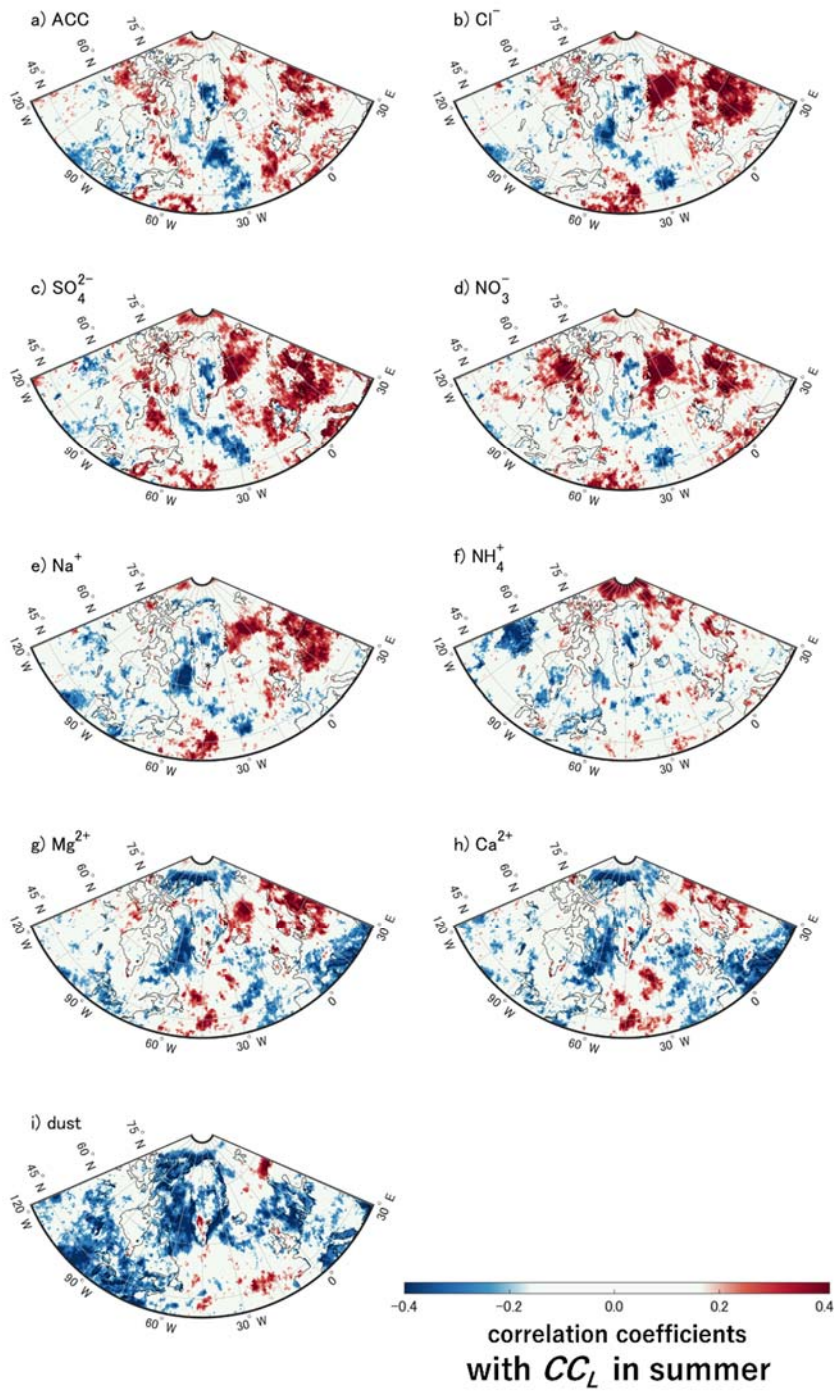 a) ACC
75° N
60° N
45° N
120° W
90° W
60° W
30° W
0°
30° E
b) Cl⁻
75° N
60° N
45° N
120° W
90° W
60° W
30° W
0°
30° E
c) SO₄²⁻
75° N
60° N
45° N
120° W
90° W
60° W
30° W
0°
30° E
d) NO₃⁻
75° N
60° N
45° N
120° W
90° W
60° W
30° W
0°
30° E
e) Na⁺
75° N
60° N
45° N
120° W
90° W
60° W
30° W
0°
30° E
f) NH₄⁺
75° N
60° N
45° N
120° W
90° W
60° W
30° W
0°
30° E
g) Mg²⁺
75° N
60° N
45° N
120° W
90° W
60° W
30° W
0°
30° E
h) Ca²⁺
75° N
60° N
45° N
120° W
90° W
60° W
30° W
0°
30° E
i) dust
75° N
60° N
45° N
120° W
90° W
60° W
30° W
0°
30° E
−0.4 −0.2 0.0 0.2 0.4
correlation coefficients
with CC_L in summer